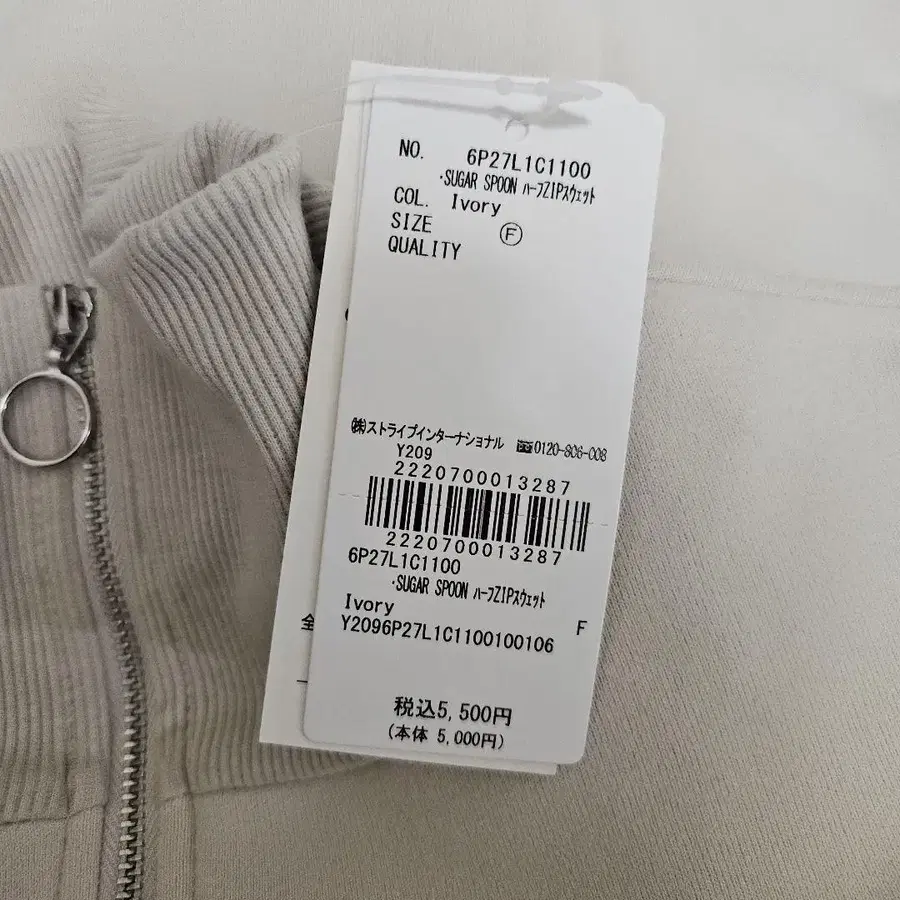 NO. 6P27L1C1100
・SUGAR SPOON ﾊｰﾌZIPｽｳｪｯﾄ
COL. Ivory
SIZE Ⓕ
QUALITY
㈱ストライプインターナショナル ☎0120-806-008
Y209
2220700013287
2220700013287
6P27L1C1100
・SUGAR SPOON ﾊｰﾌZIPｽｳｪｯﾄ
Ivory F
Y2096P27L1C1100100106
税込5,500円
(本体 5,000円)
全